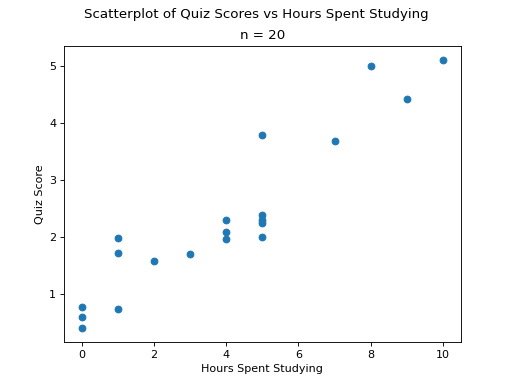 Scatterplot of Quiz Scores vs Hours Spent Studying
n = 20
5
4
3
2
1
Quiz Score
0 2 4 6 8 10
Hours Spent Studying